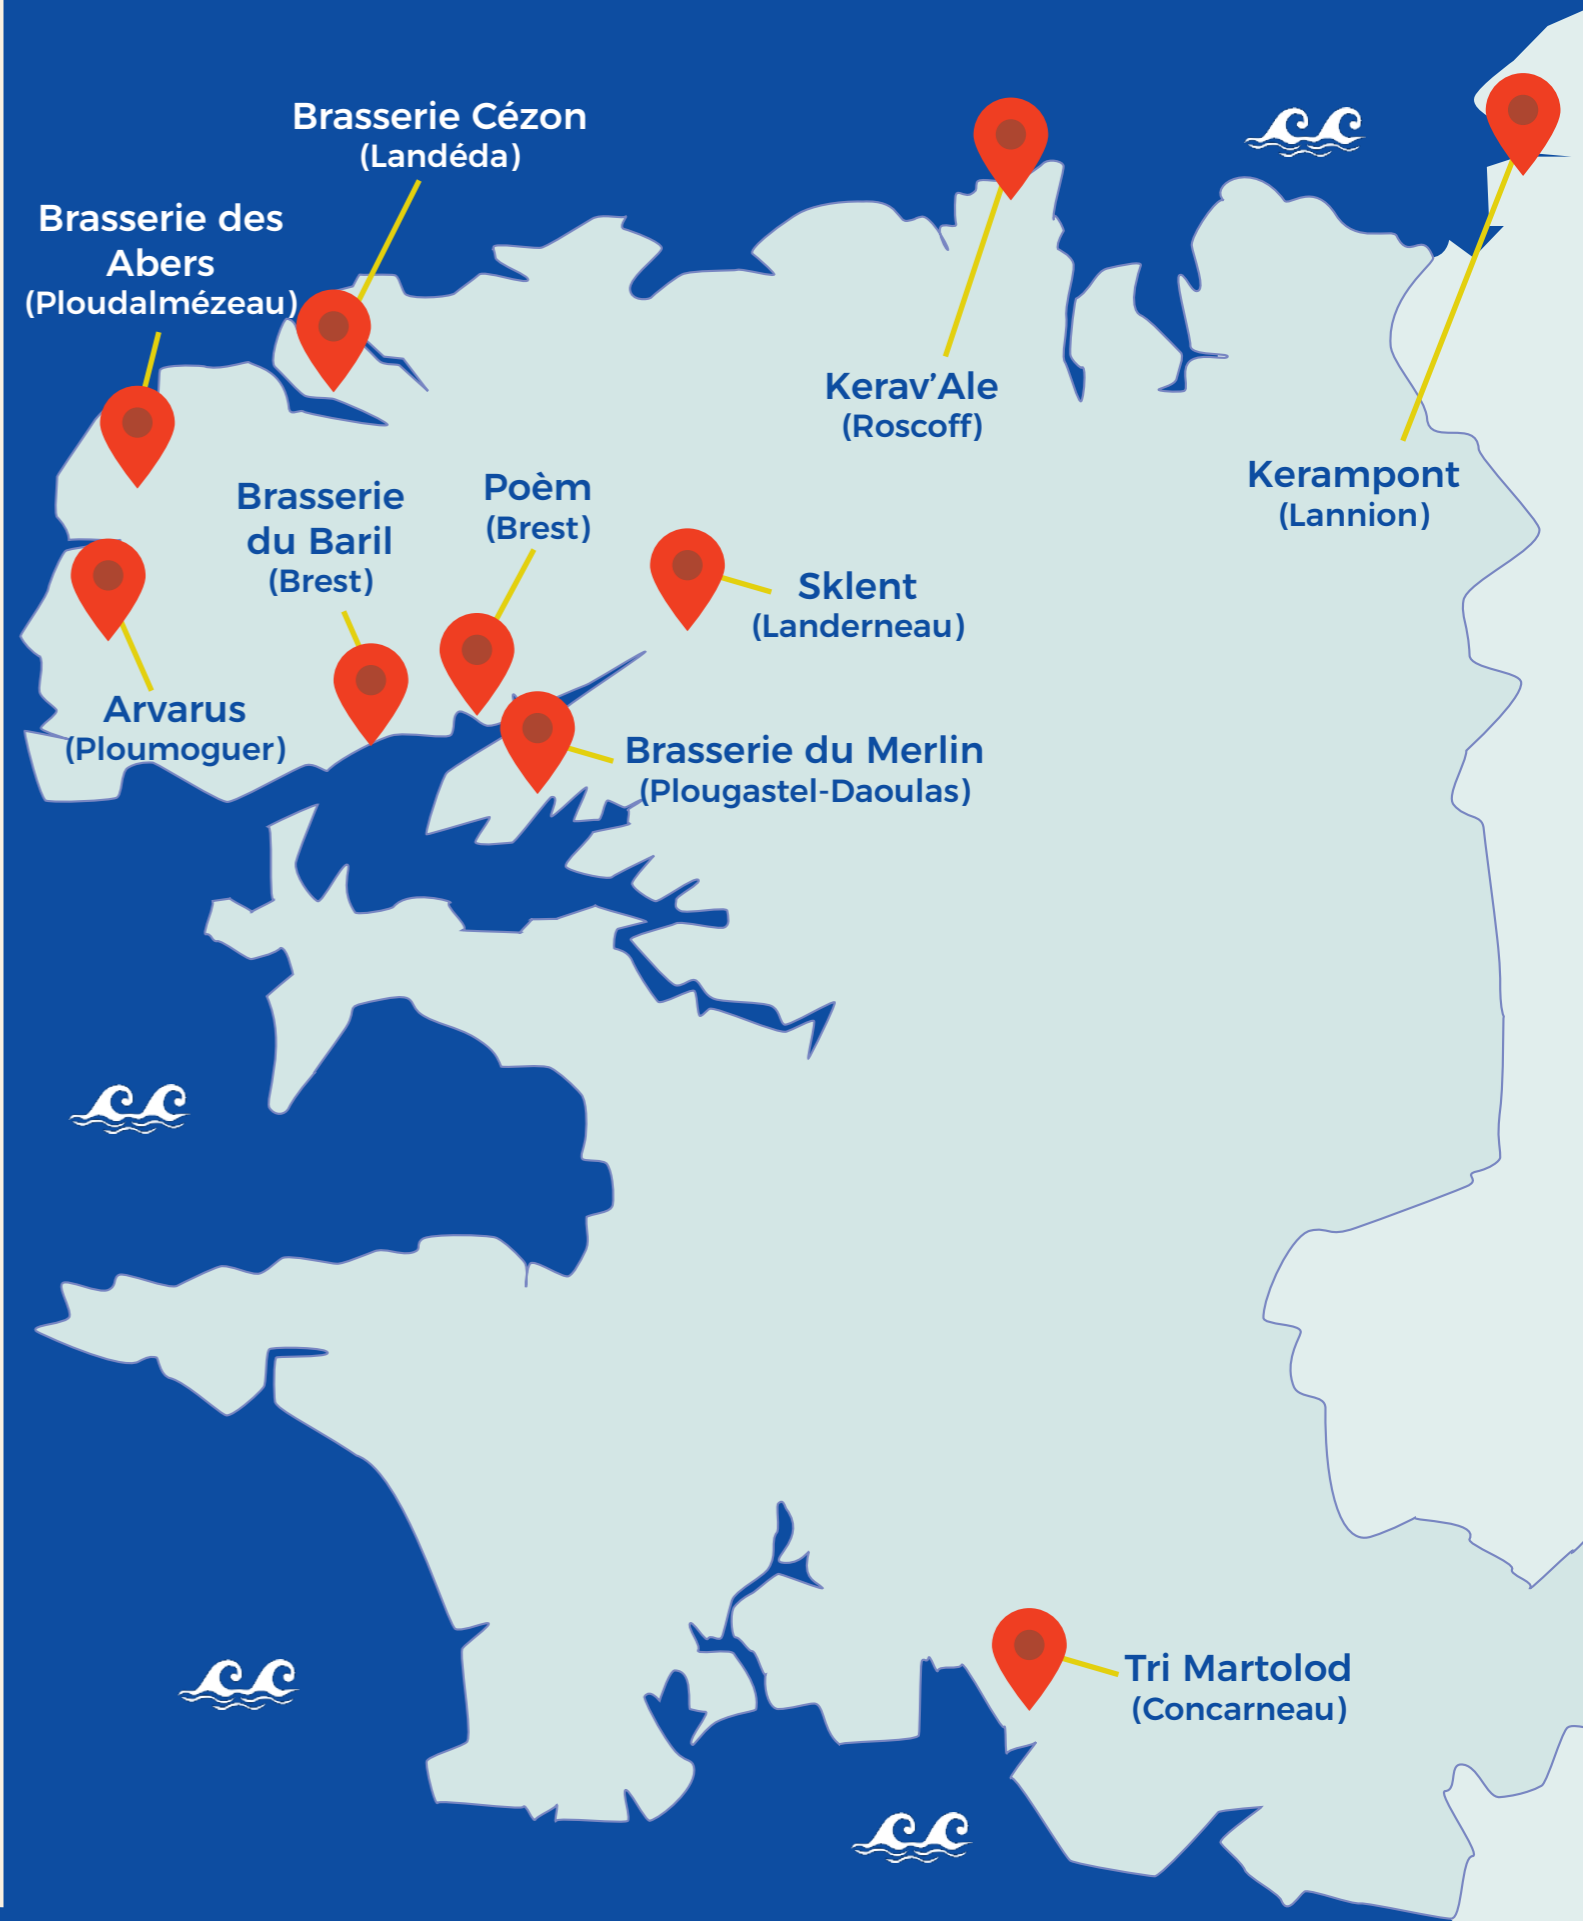 Brasserie Cézon
(Landéda)
Brasserie des
Abers
(Ploudalmézeau)
Kerav’Ale
(Roscoff)
Kerampont
(Lannion)
Brasserie
du Baril
(Brest)
Poèm
(Brest)
Sklent
(Landerneau)
Arvarus
(Ploumoguer)
Brasserie du Merlin
(Plougastel-Daoulas)
Tri Martolod
(Concarneau)